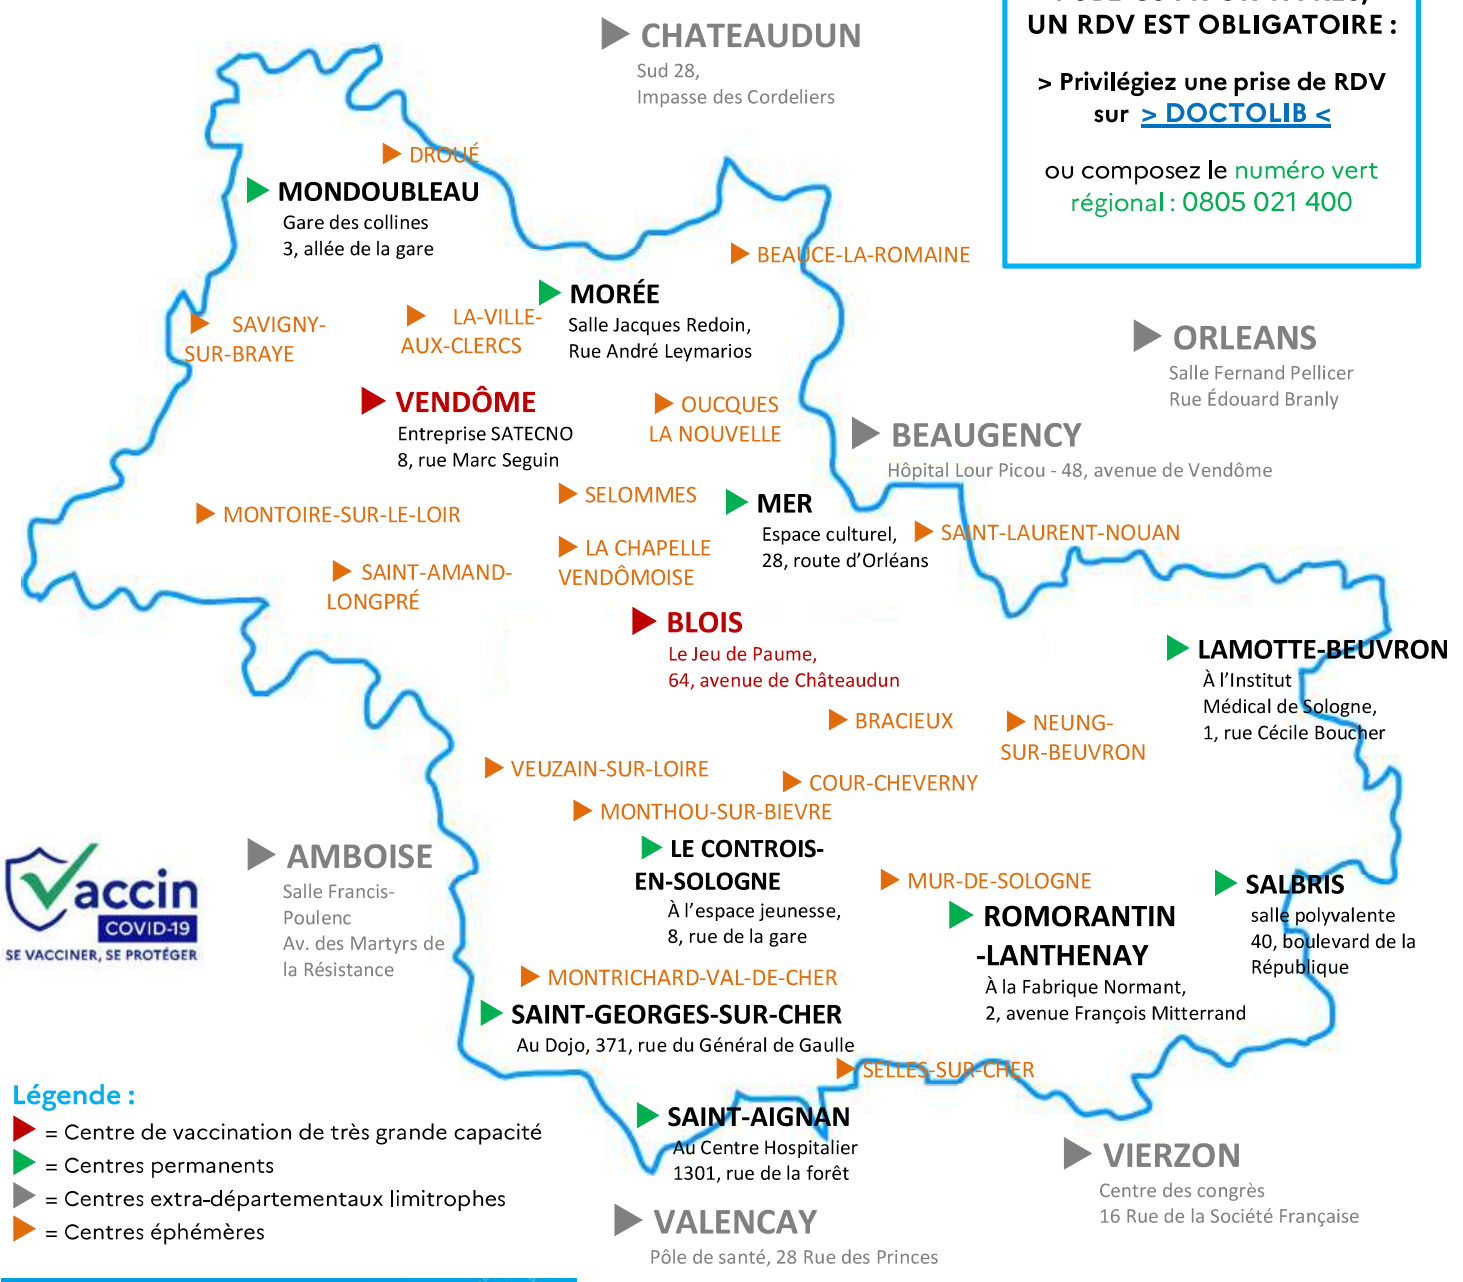 UN RDV EST OBLIGATOIRE :
> Privilégiez une prise de RDV
sur > DOCTOLIB <
ou composez le numéro vert
régional : 0805 021 400
CHATEAUDUN
Sud 28,
Impasse des Cordeliers
DROUÉ
MONDOUBLEAU
Gare des collines
3, allée de la gare
BEAUCE-LA-ROMAINE
MORÉE
Salle Jacques Redoin,
Rue André Leymarios
SAVIGNY-
SUR-BRAYE
LA-VILLE-
AUX-CLERCS
ORLEANS
Salle Fernand Pellicer
Rue Édouard Branly
VENDÔME
Entreprise SATECNO
8, rue Marc Seguin
OUCQUES
LA NOUVELLE
BEAUGENCY
Hôpital Lour Picou - 48, avenue de Vendôme
SELOMMES
MER
Espace culturel,
28, route d'Orléans
MONTOIRE-SUR-LE-LOIR
SAINT-LAURENT-NOUAN
LA CHAPELLE
VENDÔMOISE
SAINT-AMAND-
LONGPRÉ
BLOIS
Le Jeu de Paume,
64, avenue de Châteaudun
LAMOTTE-BEUVRON
À l'Institut
Médical de Sologne,
1, rue Cécile Boucher
BRACIEUX
NEUNG-
SUR-BEUVRON
VEUZAIN-SUR-LOIRE
COUR-CHEVERNY
MONTHOU-SUR-BIEVRE
AMBOISE
Salle Francis-
Poulenc
Av. des Martyrs de
la Résistance
LE CONTROIS-
EN-SOLOGNE
À l'espace jeunesse,
8, rue de la gare
MUR-DE-SOLOGNE
SALBRIS
salle polyvalente
40, boulevard de la
République
ROMORANTIN
-LANTHENAY
À la Fabrique Normant,
2, avenue François Mitterrand
Vaccin
COVID-19
SE VACCINER, SE PROTÉGER
MONTRICHARD-VAL-DE-CHER
SAINT-GEORGES-SUR-CHER
Au Dojo, 371, rue du Général de Gaulle
SELLES-SUR-CHER
SAINT-AIGNAN
Au Centre Hospitalier
1301, rue de la forêt
VIERZON
Centre des congrès
16 Rue de la Société Française
VALENCAY
Pôle de santé, 28 Rue des Princes
Légende :
= Centre de vaccination de très grande capacité
= Centres permanents
= Centres extra-départementaux limitrophes
= Centres éphémères